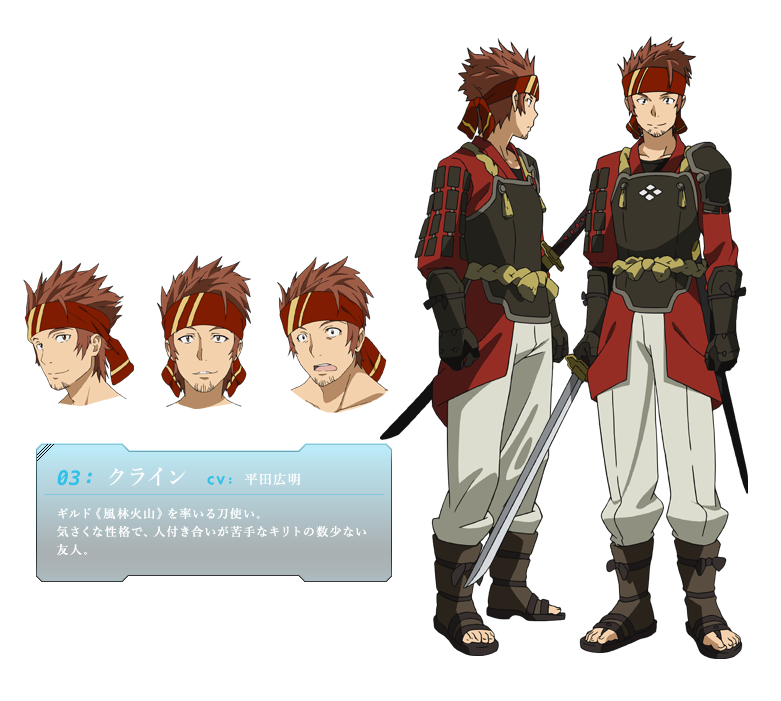 03: クライン cv: 平田広明
ギルド《風林火山》を率いる刀使い。
気さくな性格で、人付き合いが苦手なキリトの数少ない
友人。